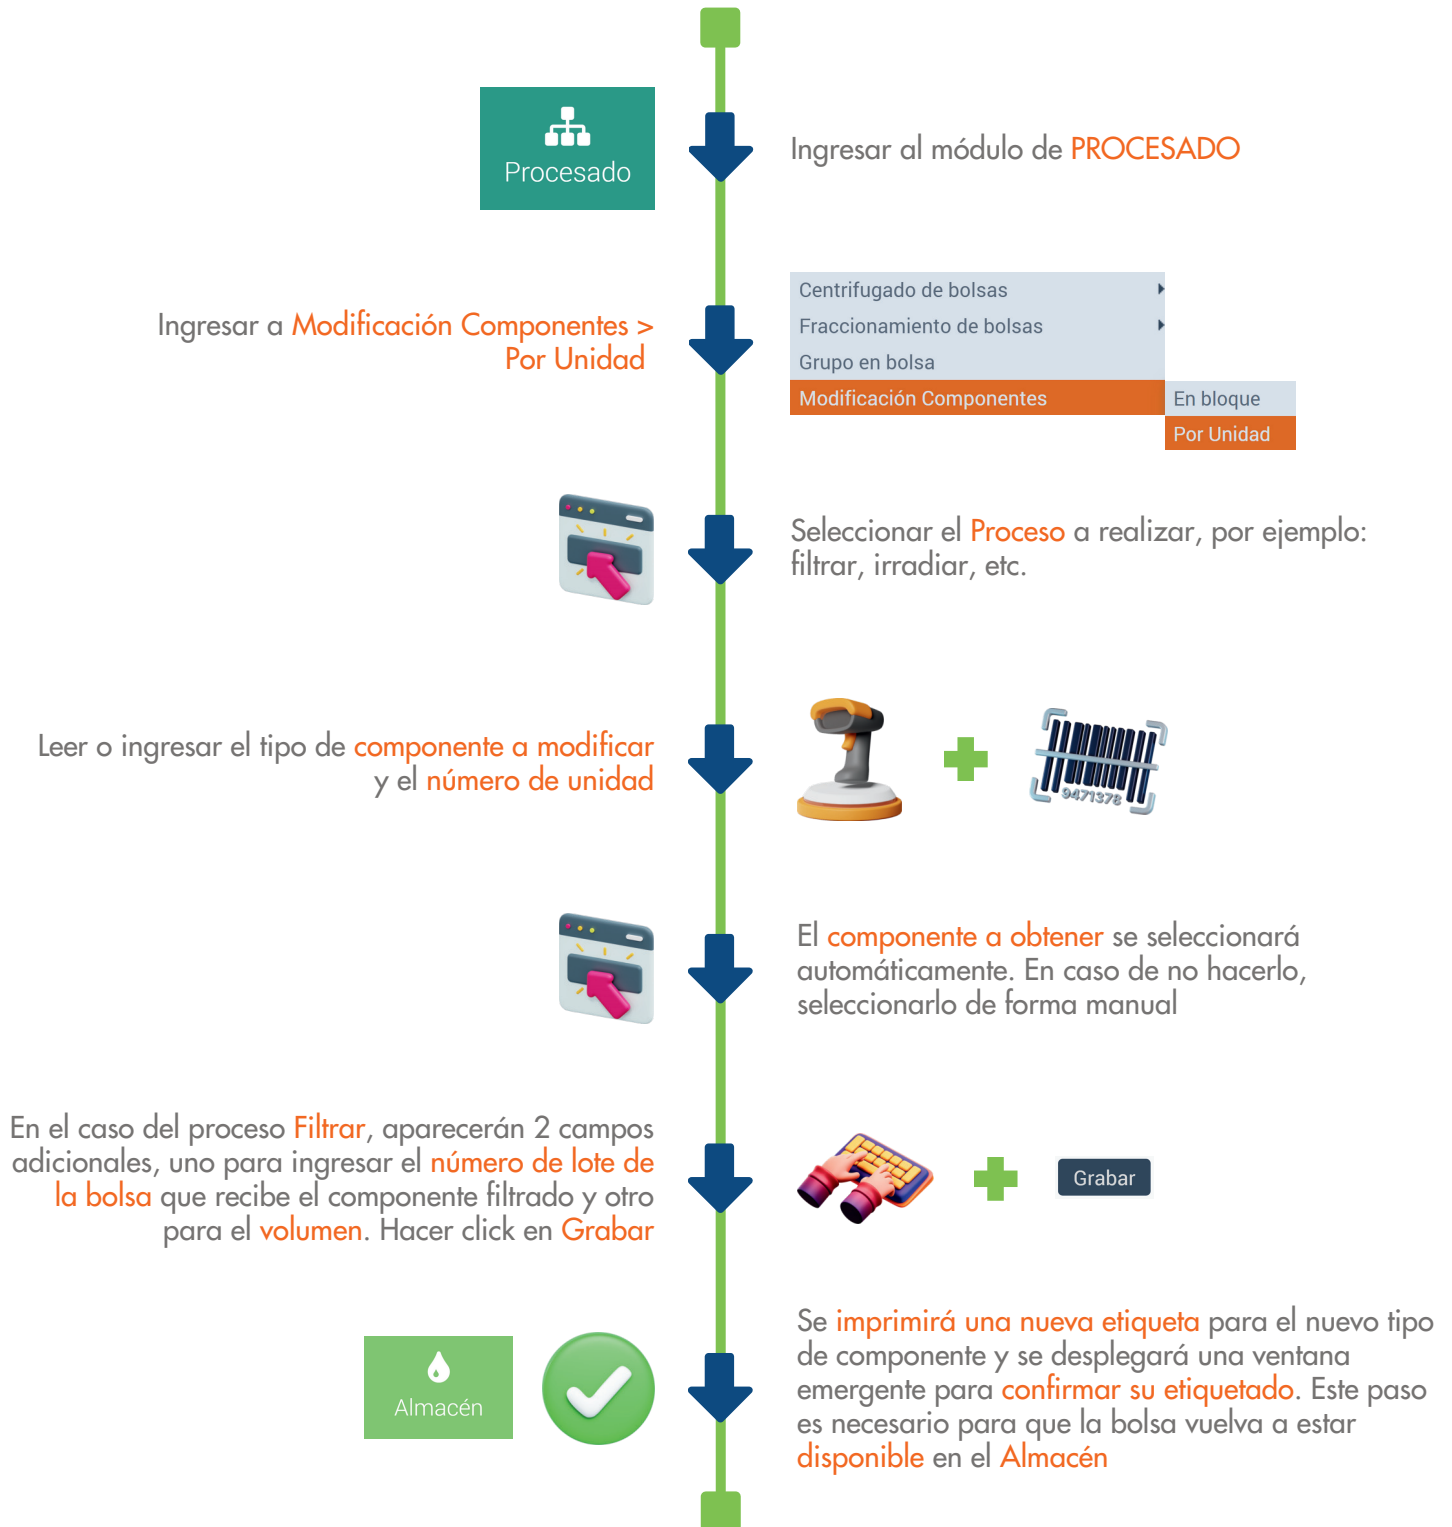 Procesado
Ingresar al módulo de PROCESADO
Ingresar a Modificación Componentes >
Por Unidad
Centrifugado de bolsas
Fraccionamiento de bolsas
Grupo en bolsa
Modificación Componentes
En bloque
Por Unidad
Seleccionar el Proceso a realizar, por ejemplo:
filtrar, irradiar, etc.
Leer o ingresar el tipo de componente a modificar
y el número de unidad
9471378
El componente a obtener se seleccionará
automáticamente. En caso de no hacerlo,
seleccionarlo de forma manual
En el caso del proceso Filtrar, aparecerán 2 campos
adicionales, uno para ingresar el número de lote de
la bolsa que recibe el componente filtrado y otro
para el volumen. Hacer click en Grabar
Grabar
Almacén
Se imprimirá una nueva etiqueta para el nuevo tipo
de componente y se desplegará una ventana
emergente para confirmar su etiquetado. Este paso
es necesario para que la bolsa vuelva a estar
disponible en el Almacén